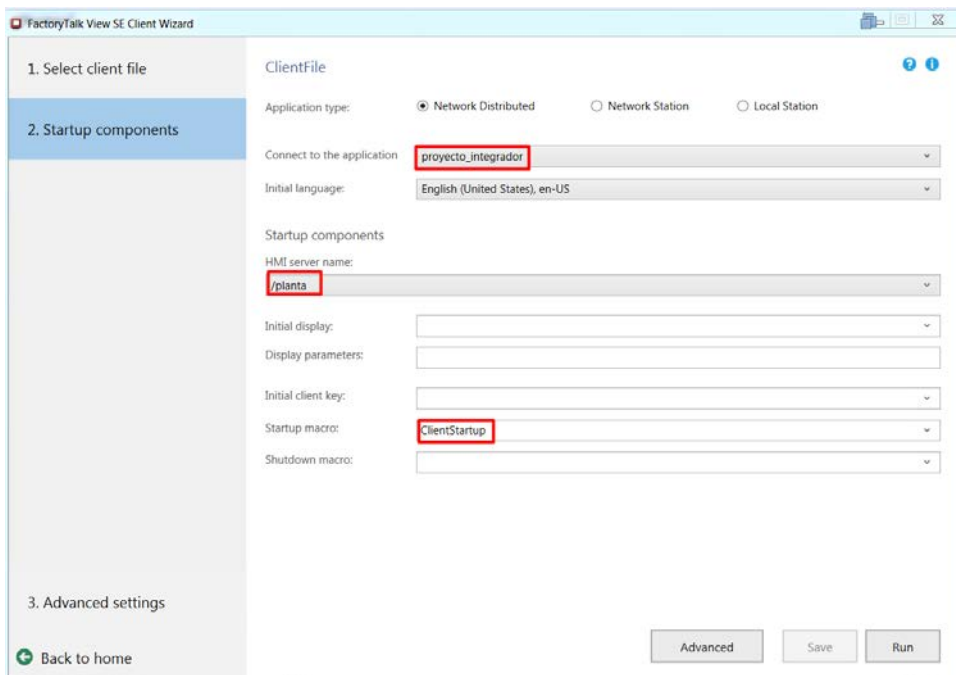 FactoryTalk View SE Client Wizard
1. Select client file
2. Startup components
3. Advanced settings
Back to home
ClientFile
Application type:
Network Distributed
Network Station
Local Station
Connect to the application
proyecto_integrador
Initial language:
English (United States), en-US
Startup components
HMI server name:
/planta
Initial display:
Display parameters:
Initial client key:
Startup macro:
ClientStartup
Shutdown macro:
Advanced
Save
Run